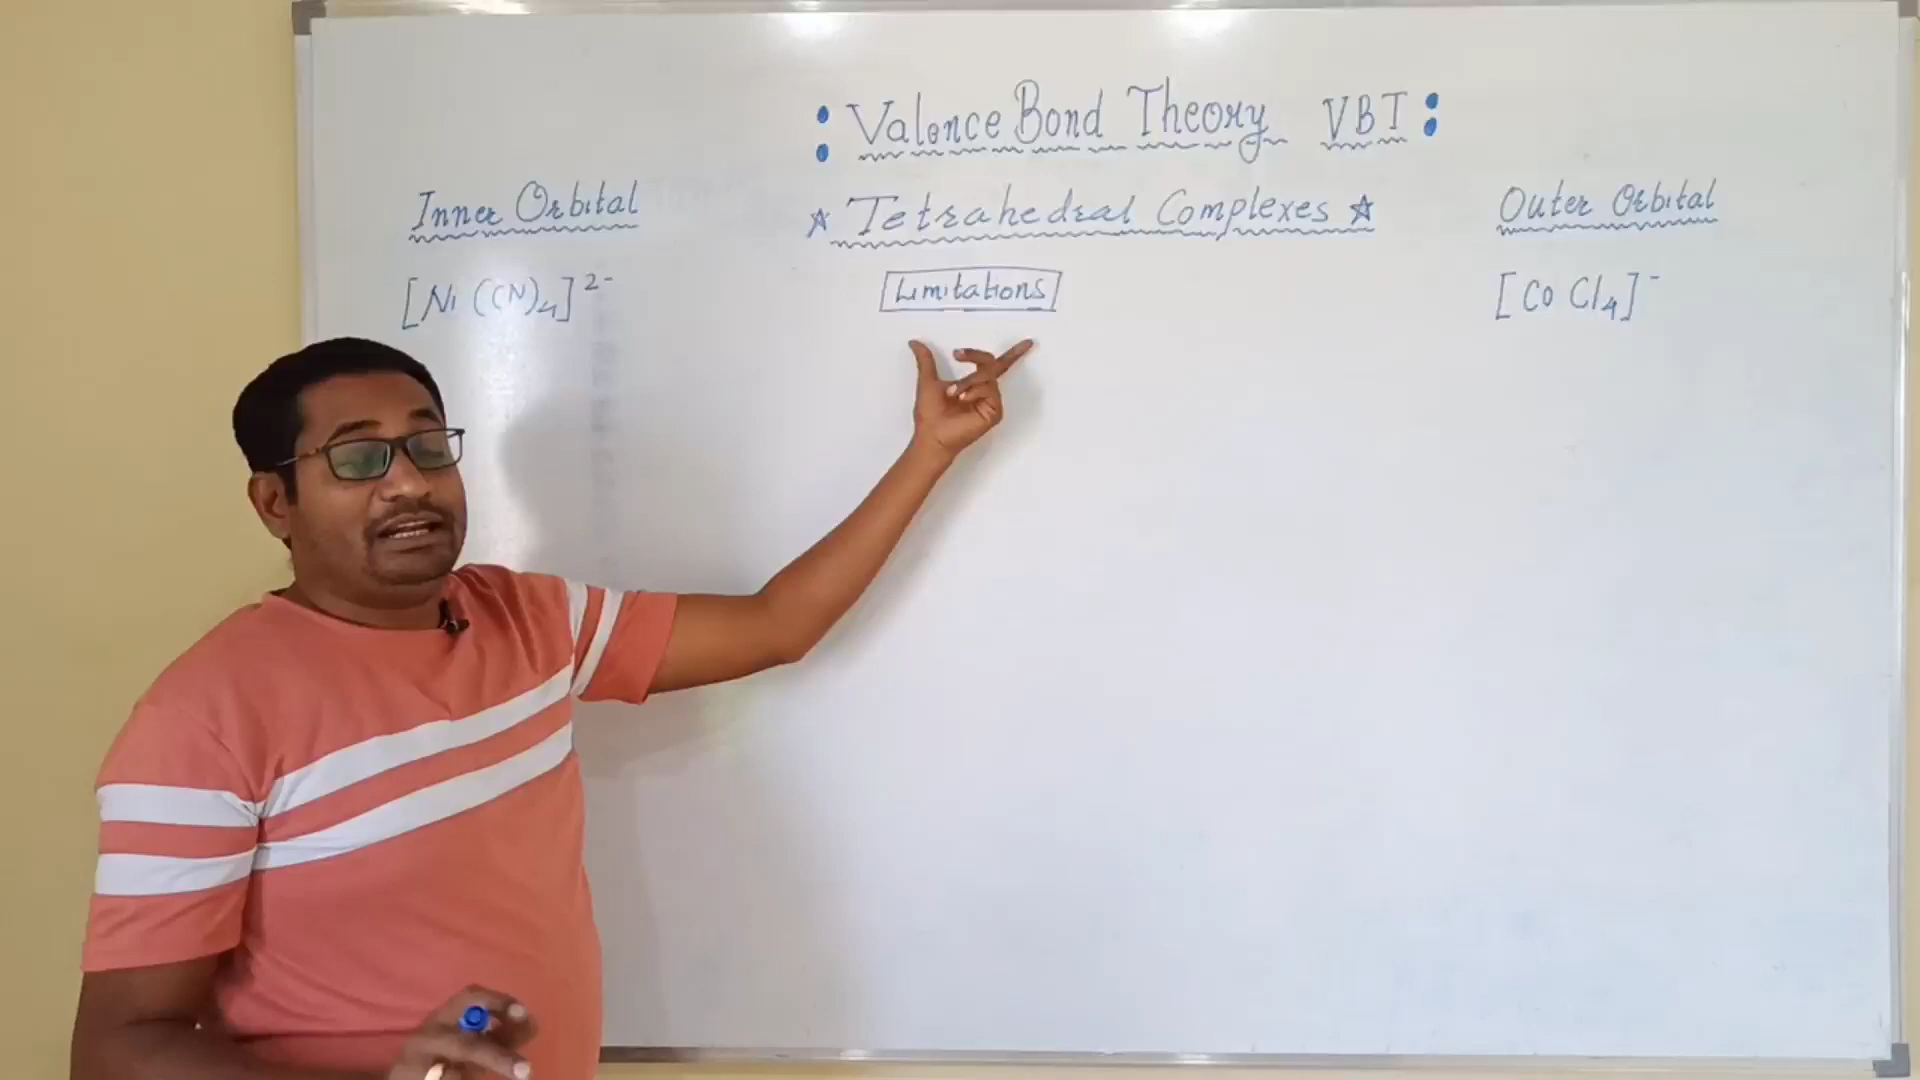 : Valence Bond Theory VBT :
Inner Orbital
☆ Tetrahedral Complexes ☆
Outer Orbital
[Ni (CN)4]2-
Limitations
[Co Cl4]-